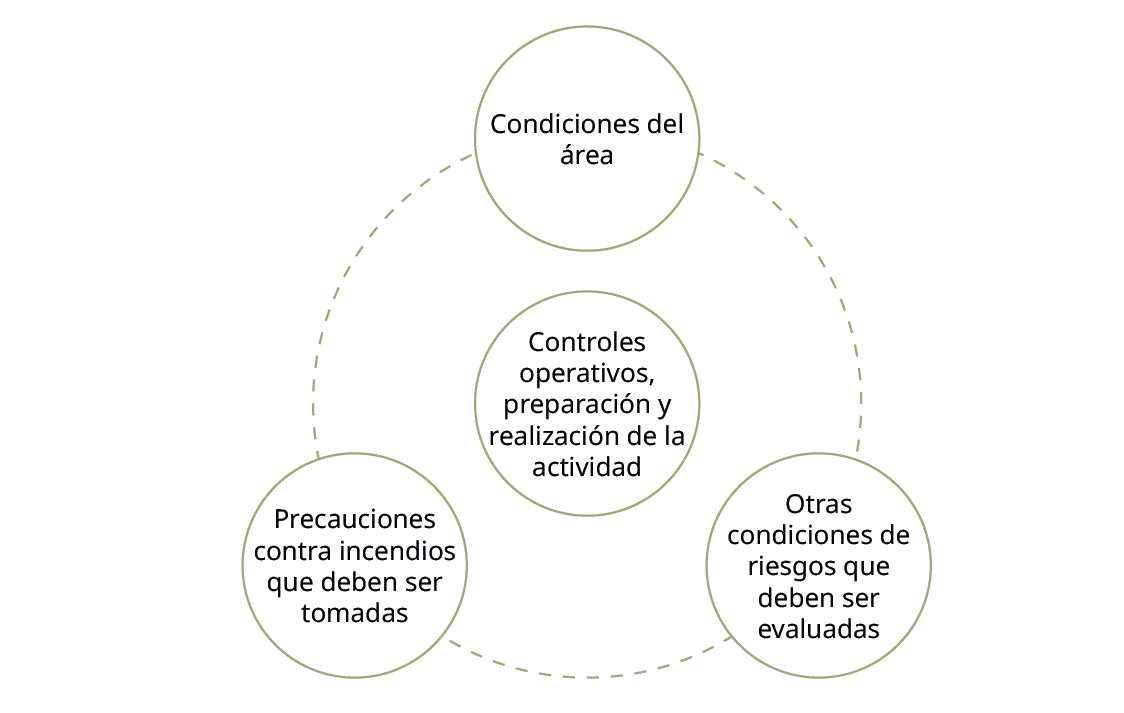 Condiciones del
área
Controles
operativos,
preparación y
realización de la
actividad
Precauciones
contra incendios
que deben ser
tomadas
Otras
condiciones de
riesgos que
deben ser
evaluadas